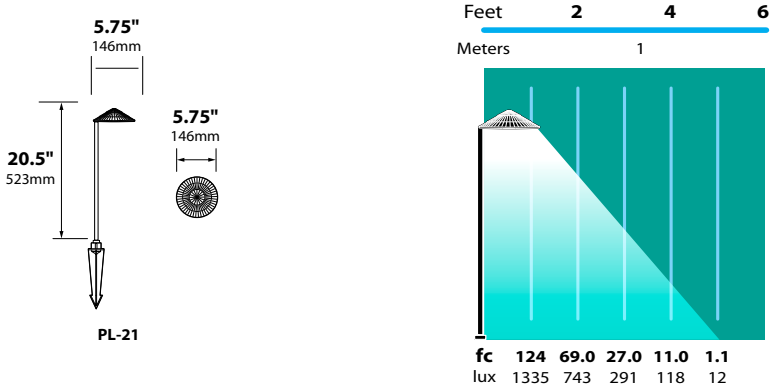 5.75"
146mm
20.5"
523mm
5.75"
146mm
PL-21
Feet 2 4 6
Meters 1
fc 124 69.0 27.0 11.0 1.1
lux 1335 743 291 118 12